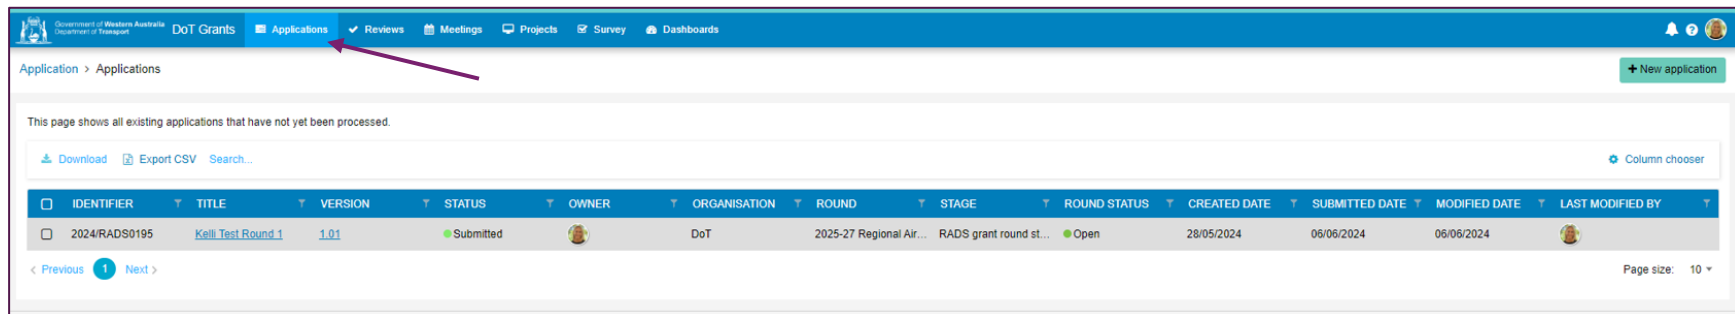 Government of Western Australia
Department of Transport
DoT Grants Applications Reviews Meetings Projects Survey Dashboards
Application > Applications
+ New application
This page shows all existing applications that have not yet been processed.
Download Export CSV Search... Column chooser
IDENTIFIER TITLE VERSION STATUS OWNER ORGANISATION ROUND STAGE ROUND STATUS CREATED DATE SUBMITTED DATE MODIFIED DATE LAST MODIFIED BY
2024/RADS0195 Kelli Test Round 1 1.01 Submitted DoT 2025-27 Regional Air... RADS grant round st... Open 28/05/2024 06/06/2024 06/06/2024
< Previous 1 Next > Page size: 10